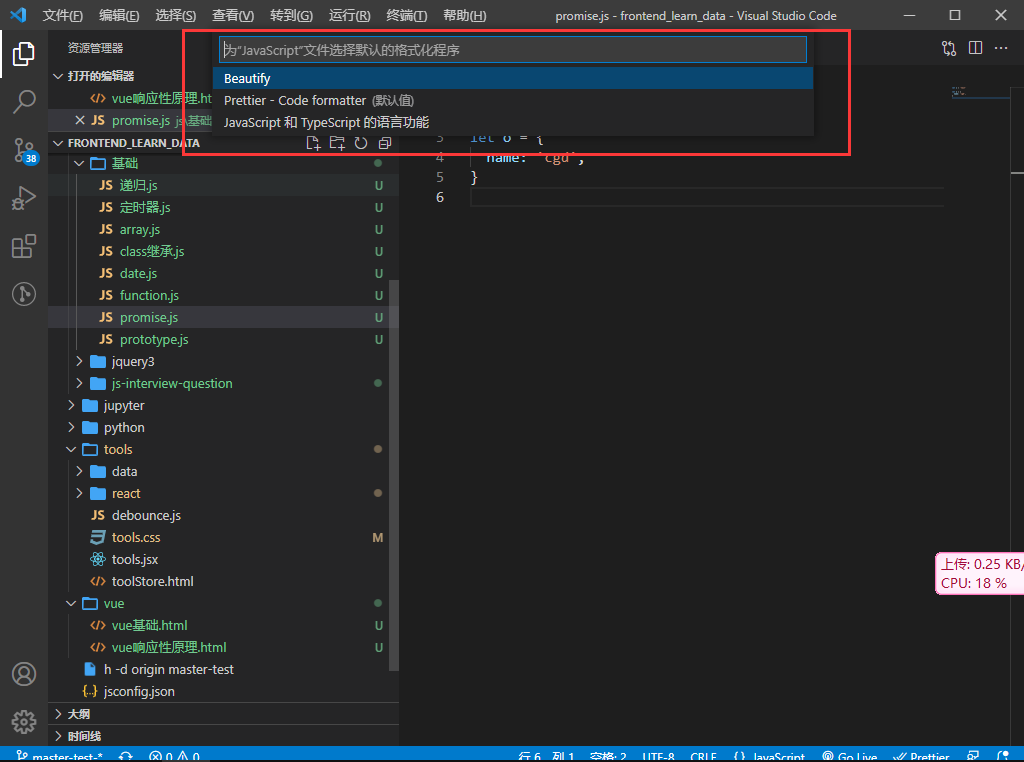 文件(F) 编辑(E) 选择(S) 查看(V) 转到(G) 运行(R) 终端(T) 帮助(H) promise.js - frontend_learn_data - Visual Studio Code
资源管理器
为"JavaScript"文件选择默认的格式化程序
Beautify
Prettier - Code formatter (默认值)
JavaScript 和 TypeScript 的语言功能
打开的编辑器
vue响应性原理.ht
JS promise.js js\基础
FRONTEND_LEARN_DATA
基础
JS 递归.js U
JS 定时器.js U
JS array.js U
JS class继承.js U
JS date.js U
JS function.js U
JS promise.js U
JS prototype.js U
jquery3
js-interview-question
jupyter
python
tools
data
react
JS debounce.js
tools.css M
tools.jsx
toolStore.html
vue
vue基础.html U
vue响应性原理.html U
h -d origin master-test
{..} jsconfig.json
大纲
时间线
38
3 let o = {
4 name: 'cgd',
5 }
6
上传: 0.25 KB/
CPU: 18 %
master-test-* 0 0 行 6, 列 1 空格: 2 UTF-8 CRLF {} JavaScript Go Live Prettier